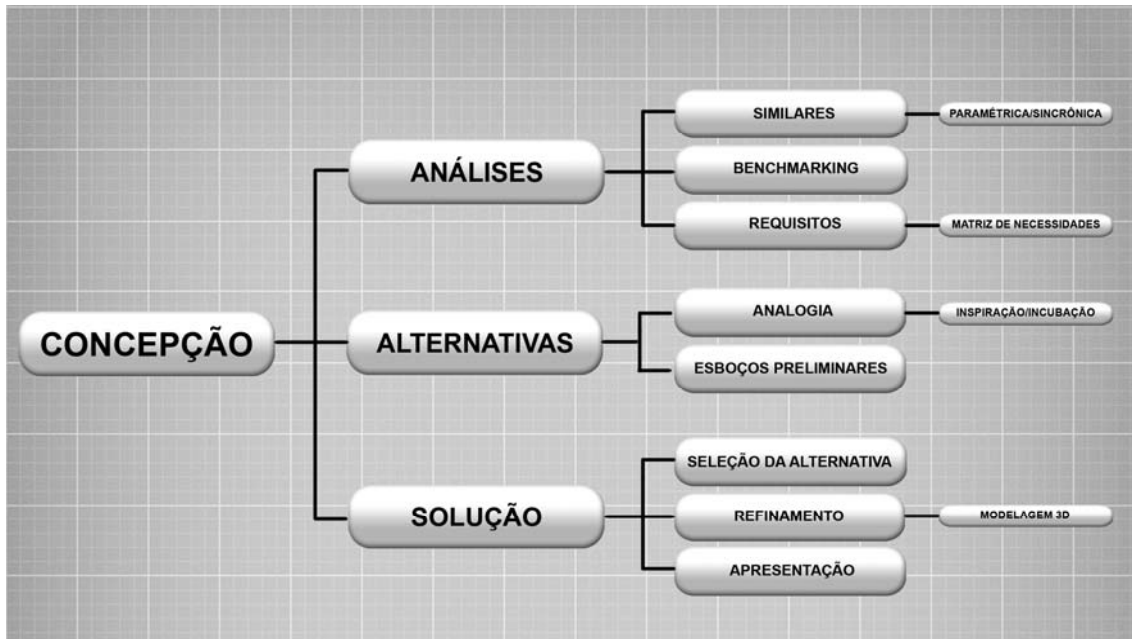 CONCEPÇÃO
ANÁLISES
SIMILARES
PARAMÉTRICA/SINCRÔNICA
BENCHMARKING
REQUISITOS
MATRIZ DE NECESSIDADES
ALTERNATIVAS
ANALOGIA
INSPIRAÇÃO/INCUBAÇÃO
ESBOÇOS PRELIMINARES
SOLUÇÃO
SELEÇÃO DA ALTERNATIVA
REFINAMENTO
MODELAGEM 3D
APRESENTAÇÃO